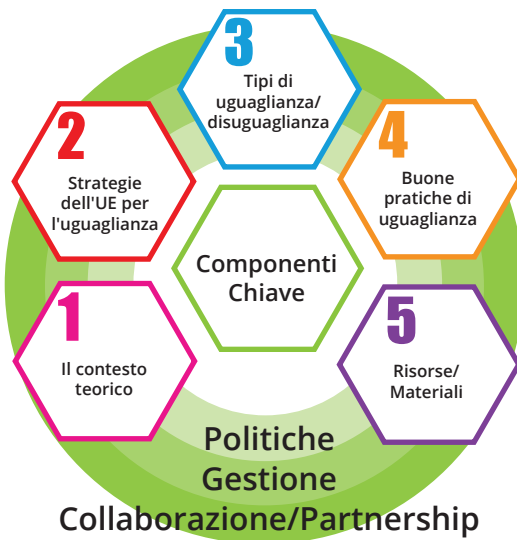 1
Il contesto
teorico
2
Strategie
dell'UE per
l'uguaglianza
3
Tipi di
uguaglianza/
disuguaglianza
4
Buone
pratiche di
uguaglianza
5
Risorse/
Materiali
Componenti
Chiave
Politiche
Gestione
Collaborazione/Partnership